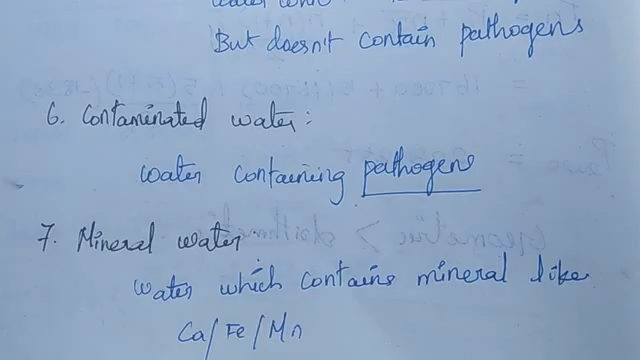 But doesn't contain pathogens
6. Contaminated water:
water containing pathogens
7. Mineral water
water which contains mineral like
Ca/Fe/Mn